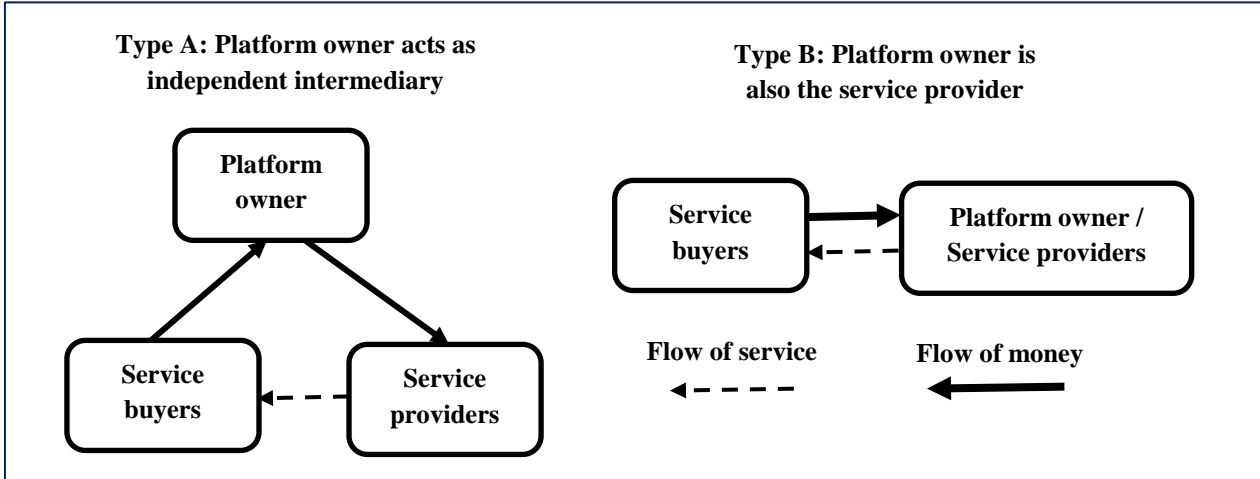 Type A: Platform owner acts as
independent intermediary
Platform
owner
Service
buyers
Service
providers
Type B: Platform owner is
also the service provider
Service
buyers
Platform owner /
Service providers
Flow of service
Flow of money